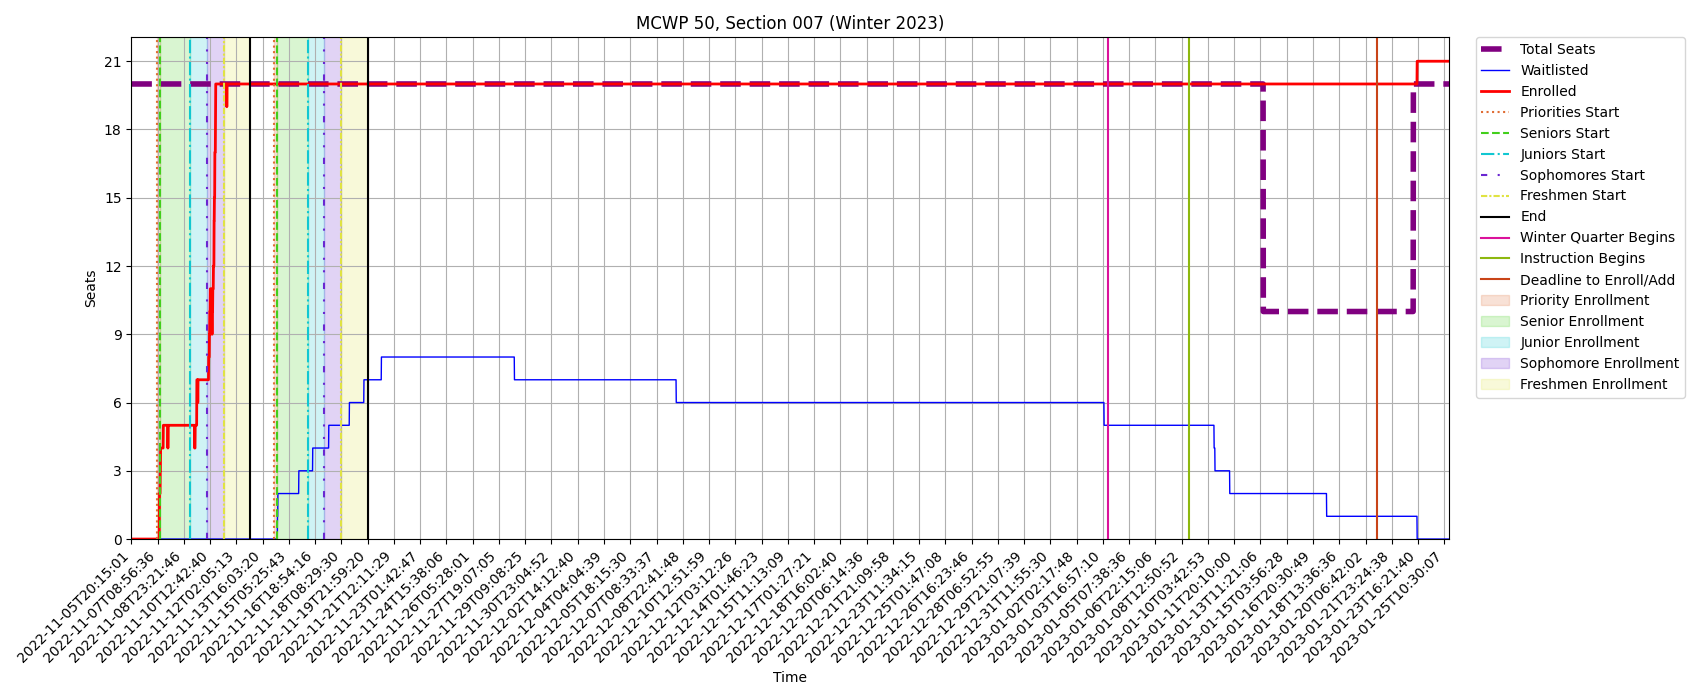 MCWP 50, Section 007 (Winter 2023)
Seats
21
18
15
12
9
6
3
0
2022-11-05T20:15:01
2022-11-07T08:56:36
2022-11-08T23:21:46
2022-11-10T12:42:40
2022-11-12T02:05:13
2022-11-13T16:03:20
2022-11-15T05:25:43
2022-11-16T18:54:16
2022-11-18T08:29:30
2022-11-19T21:59:20
2022-11-21T12:11:29
2022-11-23T01:42:47
2022-11-24T15:38:06
2022-11-26T05:28:01
2022-11-27T19:07:05
2022-11-29T09:08:25
2022-11-30T23:04:52
2022-12-02T14:12:40
2022-12-04T04:04:39
2022-12-05T18:15:30
2022-12-07T08:33:37
2022-12-08T22:41:48
2022-12-10T12:51:59
2022-12-12T03:12:26
2022-12-14T01:46:23
2022-12-15T11:13:09
2022-12-17T01:27:21
2022-12-18T16:02:40
2022-12-20T06:14:36
2022-12-21T21:09:58
2022-12-23T11:34:15
2022-12-25T01:47:08
2022-12-26T16:23:46
2022-12-28T06:52:55
2022-12-29T21:07:39
2022-12-31T11:55:30
2023-01-02T02:17:48
2023-01-03T16:57:10
2023-01-05T07:38:36
2023-01-06T22:15:06
2023-01-08T12:50:52
2023-01-10T03:42:53
2023-01-11T20:10:00
2023-01-13T11:21:06
2023-01-15T03:56:28
2023-01-16T20:30:49
2023-01-18T13:36:36
2023-01-20T06:42:02
2023-01-21T23:24:38
2023-01-23T16:21:40
2023-01-25T10:30:07
Time
Total Seats
Waitlisted
Enrolled
Priorities Start
Seniors Start
Juniors Start
Sophomores Start
Freshmen Start
End
Winter Quarter Begins
Instruction Begins
Deadline to Enroll/Add
Priority Enrollment
Senior Enrollment
Junior Enrollment
Sophomore Enrollment
Freshmen Enrollment